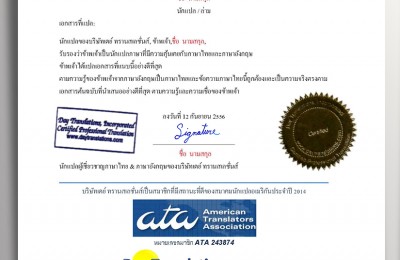 นักแปล / ล่าม
เอกสารที่แปล:
นักแปลของบริษัทเดย์ ทรานเสลชั่นส์, ข้าพเจ้า,ชื่อ นามสกุล,
รับรองว่าข้าพเจ้าเป็นนักแปลภาษาที่มีความคุ้นเคยกับภาษาไทยและภาษาอังกฤษ
ข้าพเจ้าได้แปลเอกสารที่แนบนี้อย่างดีที่สุด
ตามความรู้ของข้าพเจ้าจากภาษาอังกฤษเป็นภาษาไทยและข้อความภาษาไทยนี้ถูกต้องและเป็นความจริงตรงตาม
เอกสารต้นฉบับที่นำเสนออย่างดีที่สุด ตามความรู้และความเชื่อของข้าพเจ้า
ลงวันที่ 12 กันยายน 2556
Day Translations, Incorporated
Certified Professional Translation
www.daytranslations.com
Signature
Certified
ชื่อ นามสกุล
นักแปลผู้เชี่ยวชาญภาษาไทย & ภาษาอังกฤษของบริษัทเดย์ ทรานเสลชั่นส์
บริษัทเดย์ ทรานเสลชั่นส์เป็นสมาชิกที่มีสถานะที่ดีของสมาคมนักแปลอเมริกันประจำปี 2014
ata American
Translators
Association
หมายเลขสมาชิก ATA 243874